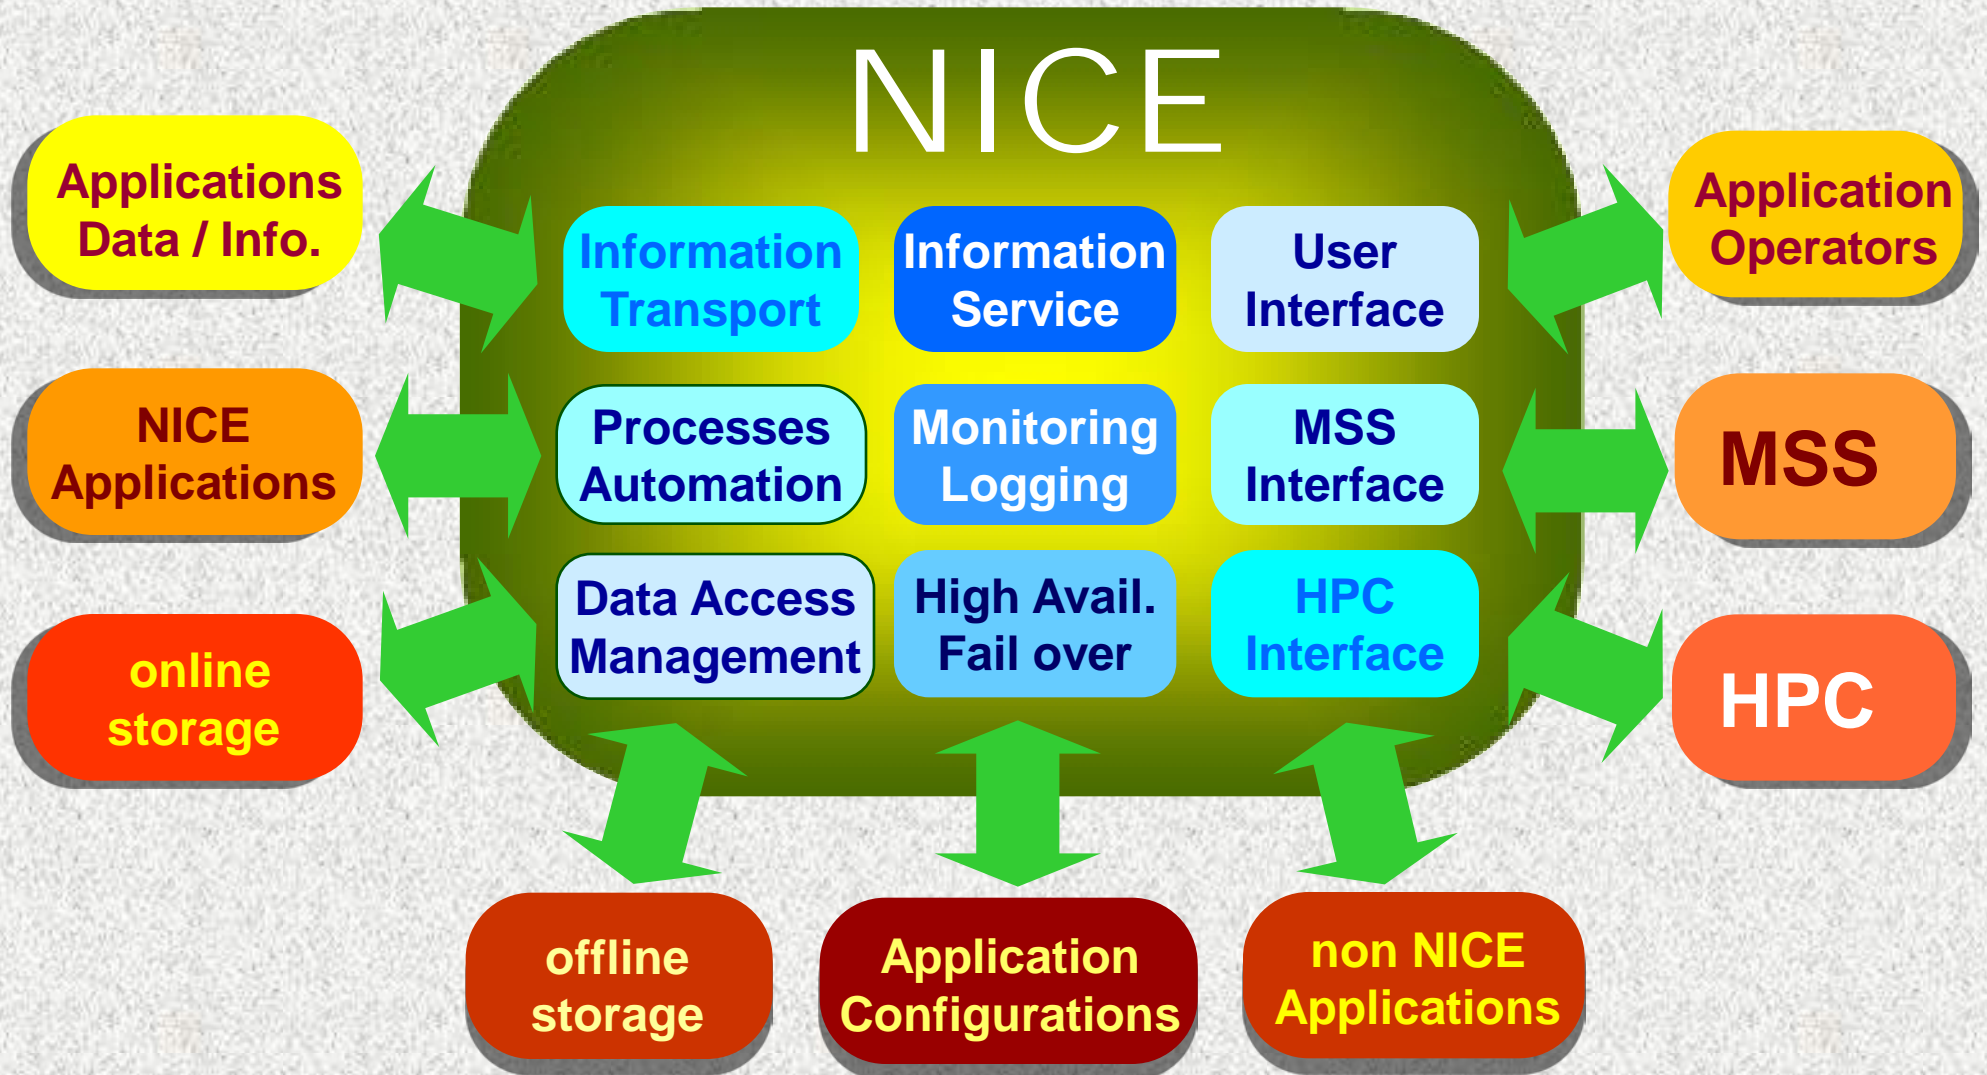 NICE
Applications
Data / Info.
Information
Transport
Information
Service
User
Interface
Application
Operators
NICE
Applications
Processes
Automation
Monitoring
Logging
MSS
Interface
MSS
online
storage
Data Access
Management
High Avail.
Fail over
HPC
Interface
HPC
offline
storage
Application
Configurations
non NICE
Applications